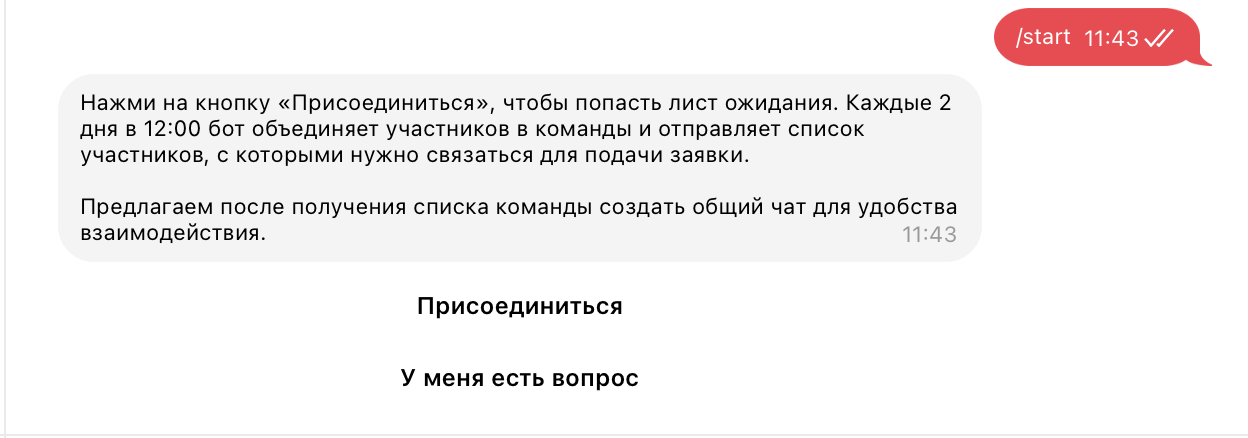 /start 11:43
Нажми на кнопку «Присоединиться», чтобы попасть лист ожидания. Каждые 2
дня в 12:00 бот объединяет участников в команды и отправляет список
участников, с которыми нужно связаться для подачи заявки.
Предлагаем после получения списка команды создать общий чат для удобства
взаимодействия.
11:43
Присоединиться
У меня есть вопрос